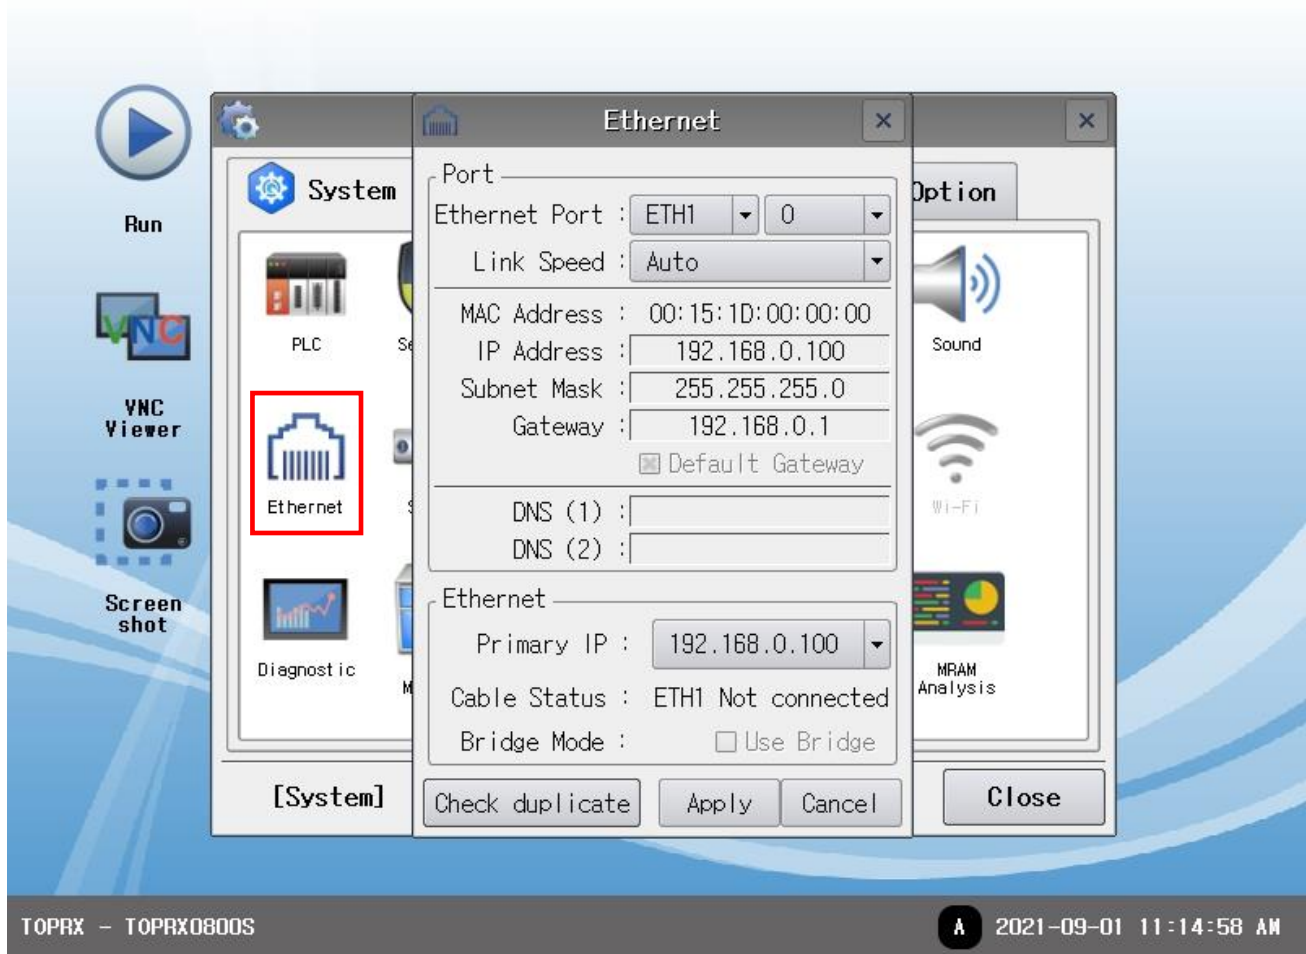 Ethernet
System
Option
Run
VNC
Viewer
Screen
shot
PLC
Sound
Ethernet
Wi-Fi
Diagnostic
MRAM
Analysis
Port
Ethernet Port : ETH1 0
Link Speed : Auto
MAC Address : 00:15:1D:00:00:00
IP Address : 192.168.0.100
Subnet Mask : 255.255.255.0
Gateway : 192.168.0.1
Default Gateway
DNS (1) :
DNS (2) :
Ethernet
Primary IP : 192.168.0.100
Cable Status : ETH1 Not connected
Bridge Mode : Use Bridge
Check duplicate Apply Cancel
[System] Close
TOPRX - TOPRX0800S A 2021-09-01 11:14:58 AM